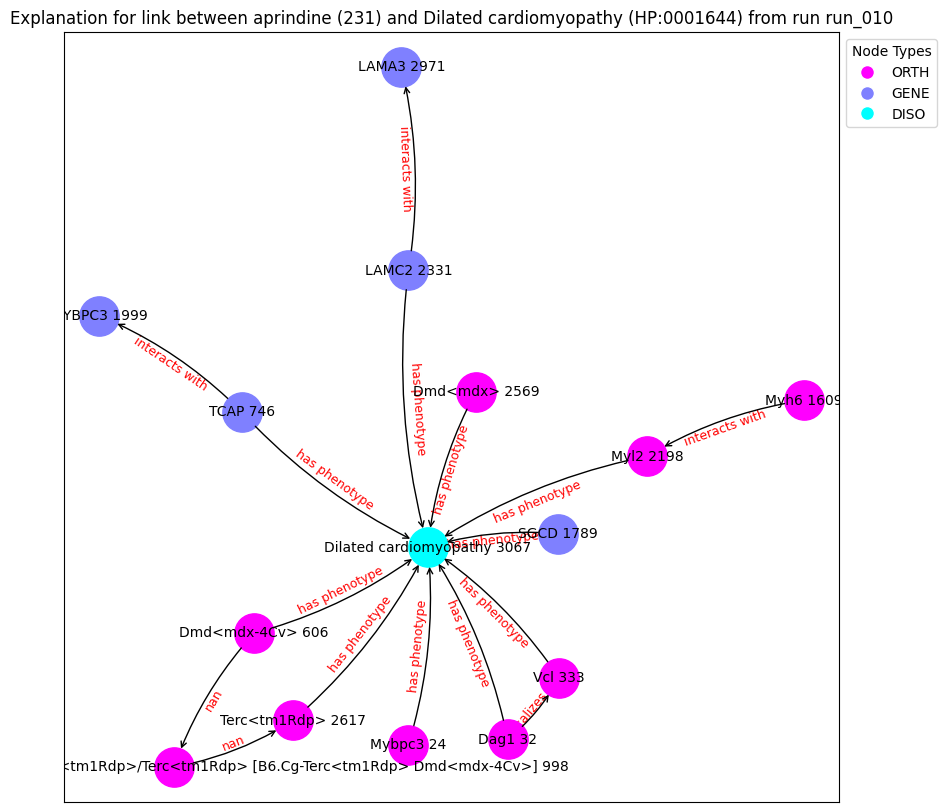 Explanation for link between aprindine (231) and Dilated cardiomyopathy (HP:0001644) from run run_010
Node Types
ORTH
GENE
DISO
LAMA3 2971
interacts with
LAMC2 2331
YBPC3 1999
interacts with
TCAP 746
has phenotype
has phenotype
Dmd<mdx> 2569
has phenotype
Myh6 1609
interacts with
Myl2 2198
has phenotype
SGCD 1789
has phenotype
Dilated cardiomyopathy 3067
has phenotype
Dmd<mdx-4Cv> 606
has phenotype
has phenotype
has phenotype
has phenotype
Vcl 333
nan
Terc<tm1Rdp> 2617
alizes
nan
Mybpc3 24
Dag1 32
<tm1Rdp>/Terc<tm1Rdp> [B6.Cg-Terc<tm1Rdp> Dmd<mdx-4Cv>] 998